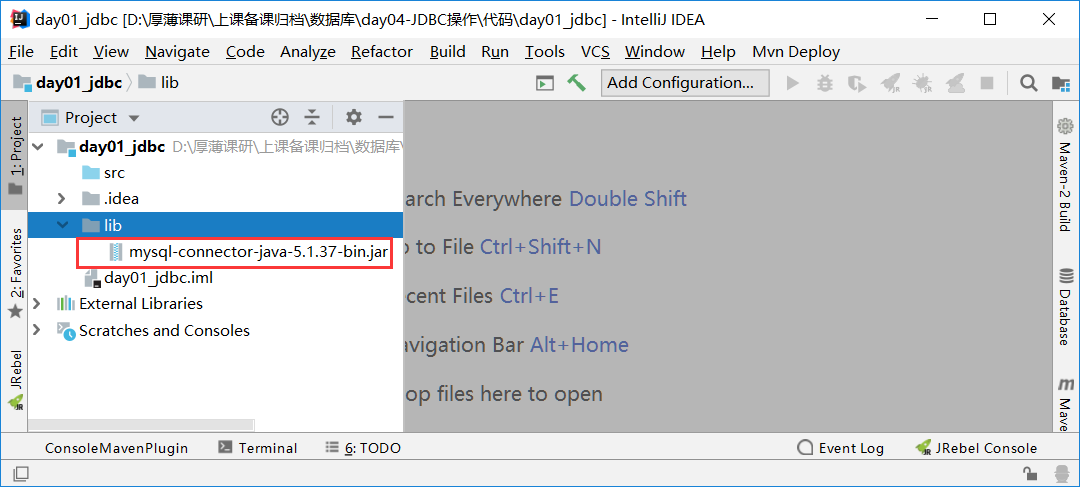 day01_jdbc [D:\厚薄课研\上课备课归档\数据库\day04-JDBC操作\代码\day01_jdbc] - IntelliJ IDEA
File Edit View Navigate Code Analyze Refactor Build Run Tools VCS Window Help Mvn Deploy
day01_jdbc lib Add Configuration...
1: Project
2: Favorites
JRebel
Project
day01_jdbc D:\厚薄课研\上课备课归档\数据库\
src
.idea
lib
mysql-connector-java-5.1.37-bin.jar
day01_jdbc.iml
External Libraries
Scratches and Consoles
arch Everywhere Double Shift
to File Ctrl+Shift+N
cent Files Ctrl+E
avigation Bar Alt+Home
op files here to open
Maven-2 Build
Database
m Mave
ConsoleMavenPlugin Terminal 6: TODO Event Log JRebel Console